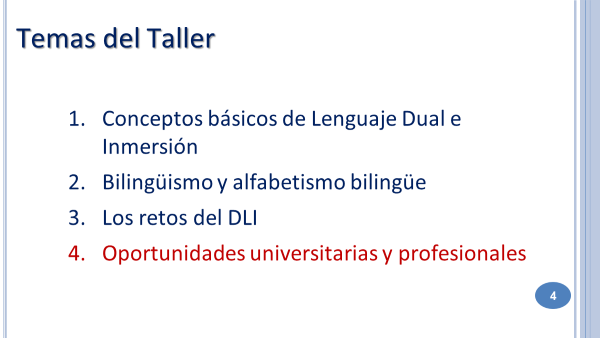 Temas del Taller
1. Conceptos básicos de Lenguaje Dual e
Inmersión
2. Bilingüismo y alfabetismo bilingüe
3. Los retos del DLI
4. Oportunidades universitarias y profesionales
4